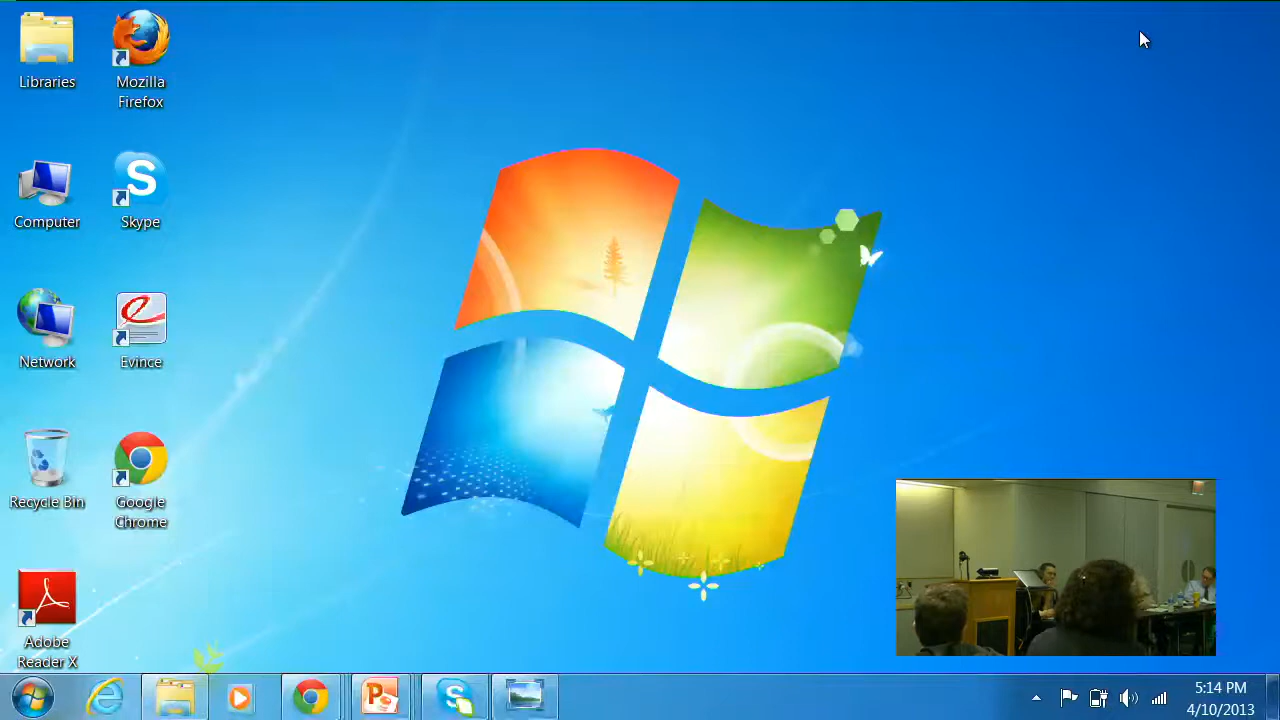 Libraries
Mozilla
Firefox
Computer
Skype
Network
Evince
Recycle Bin
Google
Chrome
Adobe
Reader X
5:14 PM
4/10/2013